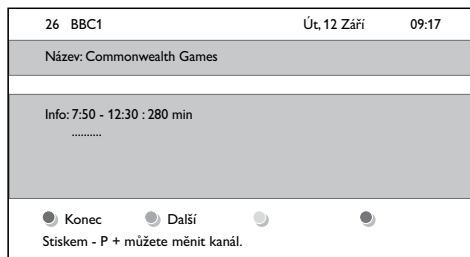 26 BBC1 Út, 12 Září 09:17
Název: Commonwealth Games
Info: 7:50 - 12:30 : 280 min
..........
Konec Další
Stiskem - P + můžete měnit kanál.